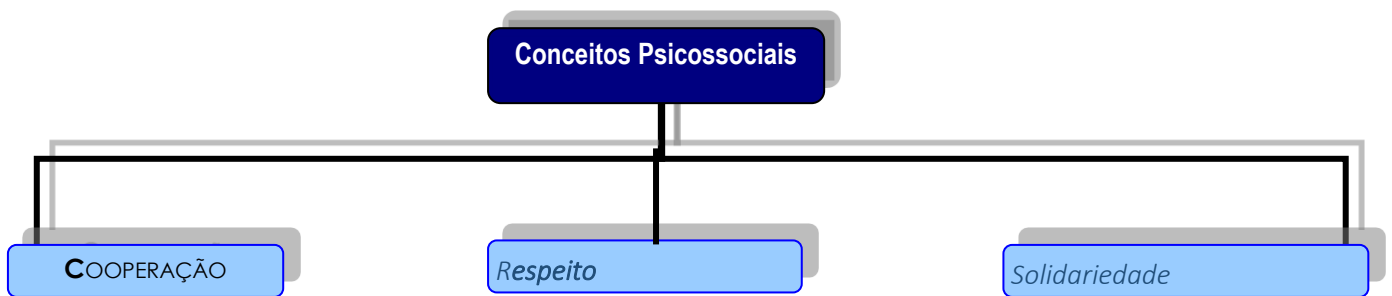 Conceitos Psicossociais
COOPERAÇÃO
Respeito
Solidariedade